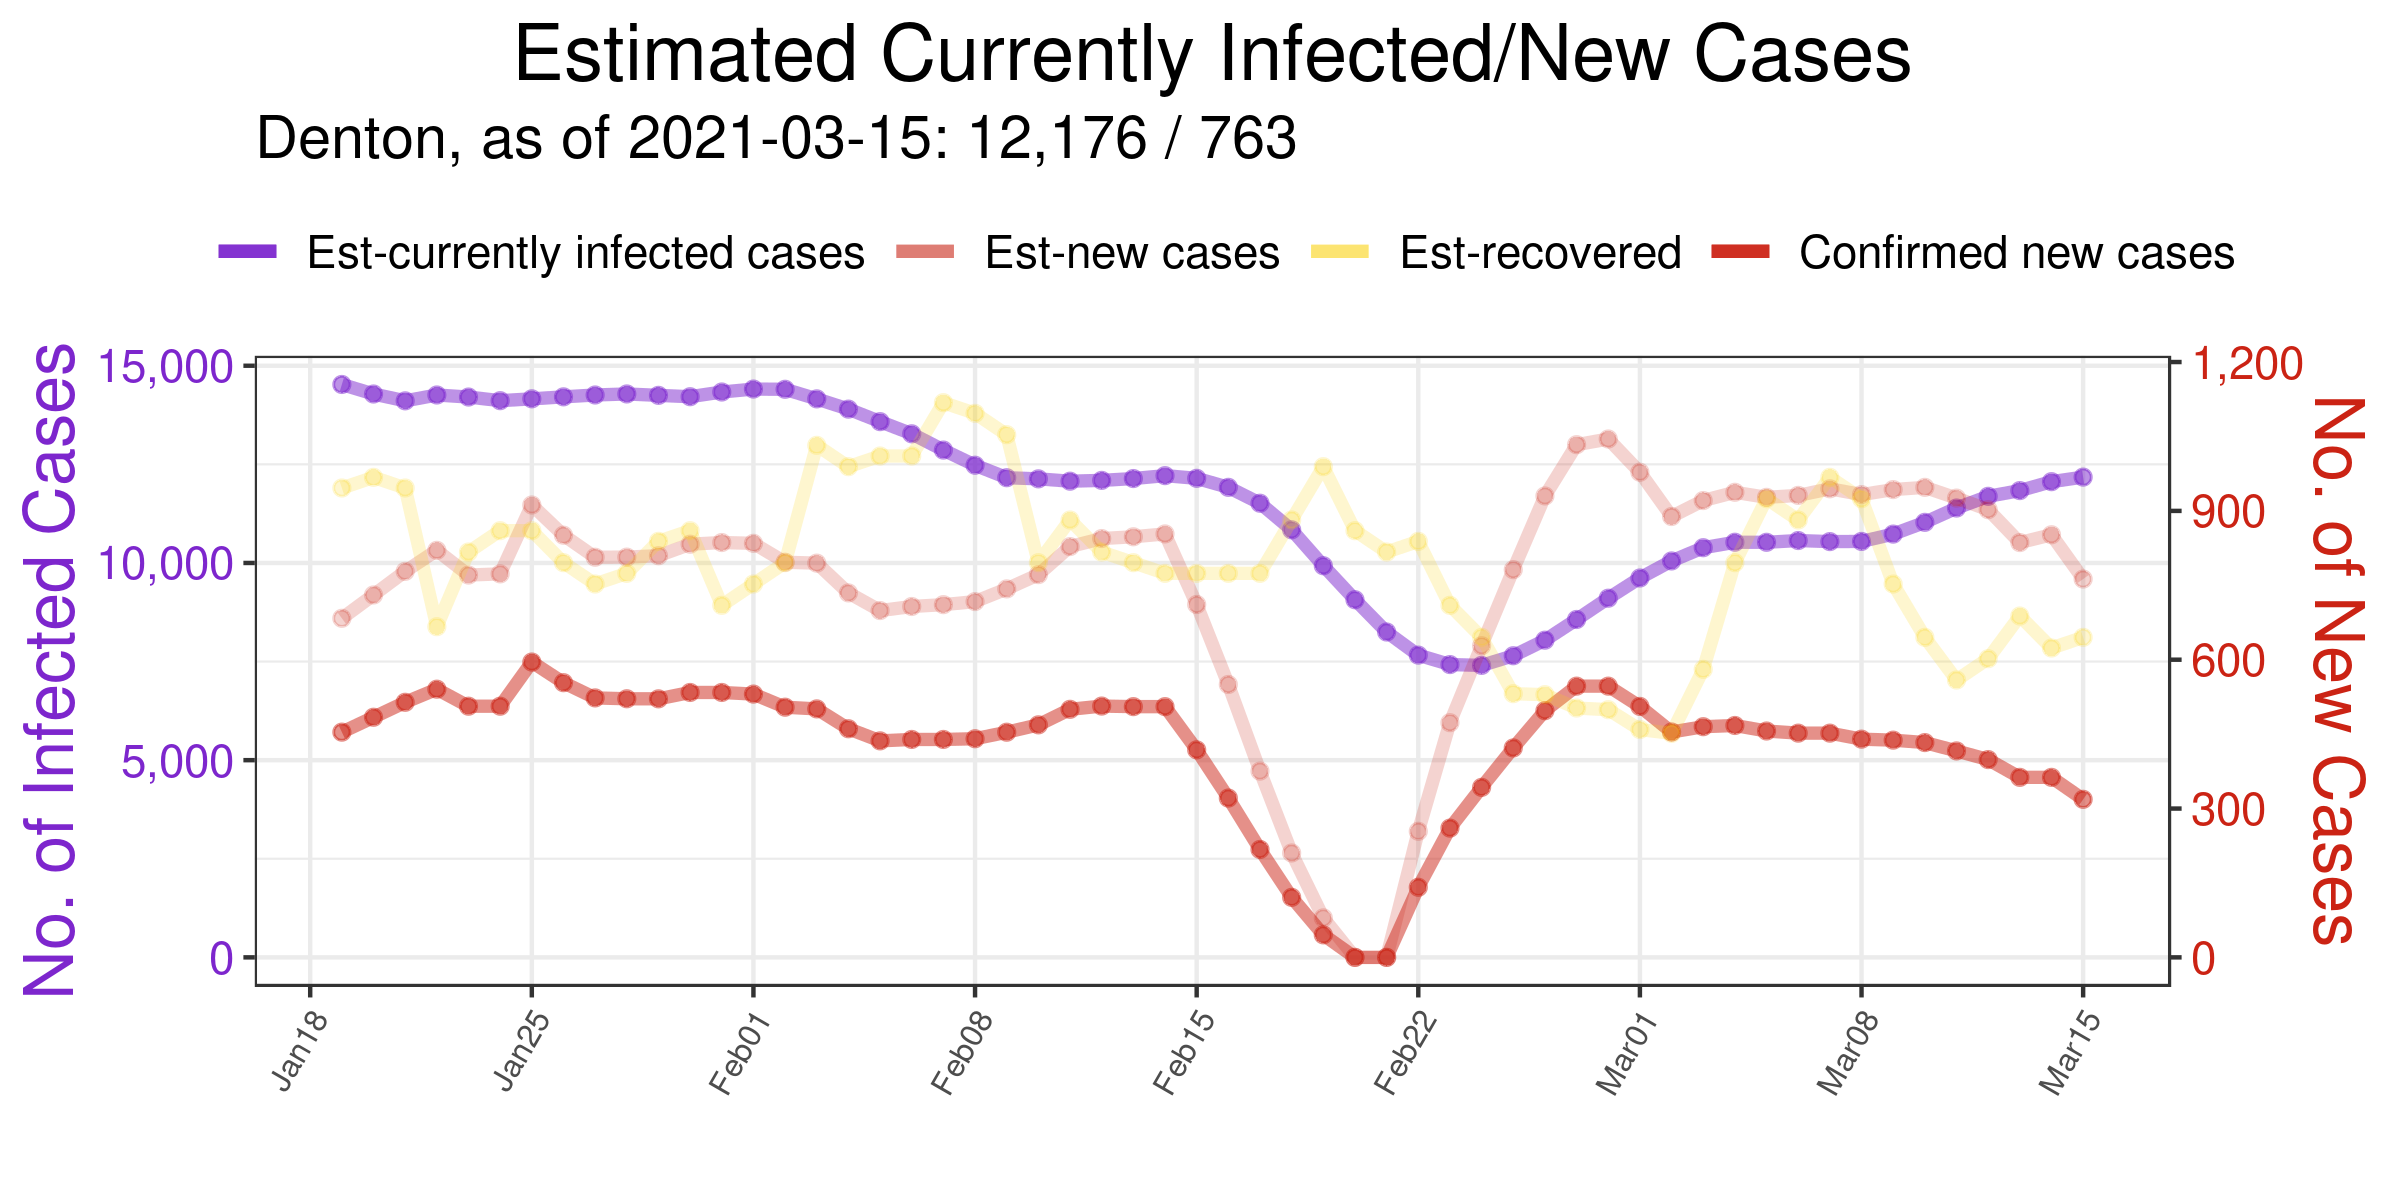 Estimated Currently Infected/New Cases
Denton, as of 2021-03-15: 12,176 / 763
Est-currently infected cases Est-new cases Est-recovered Confirmed new cases
No. of Infected Cases
15,000
10,000
5,000
0
1,200
900
600
300
0
No. of New Cases
Jan18 Jan25 Feb01 Feb08 Feb15 Feb22 Mar01 Mar08 Mar15